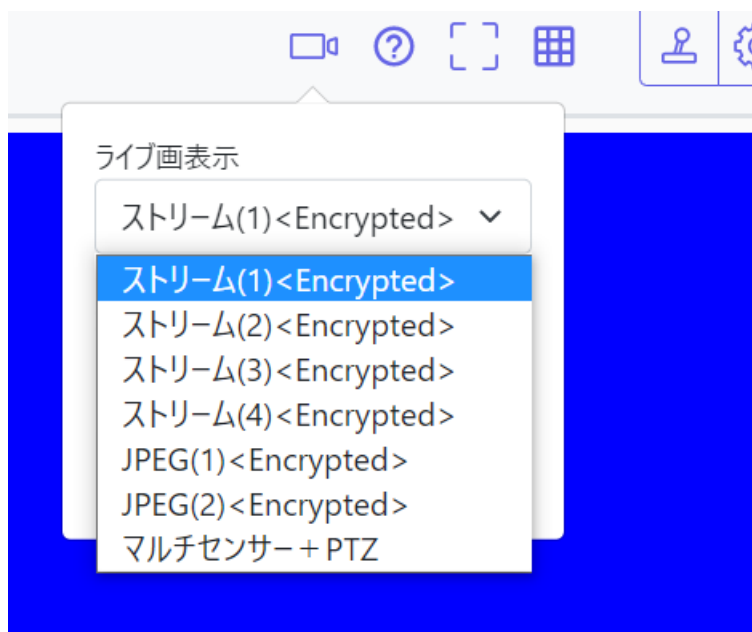 ライブ画表示
ストリーム(1)<Encrypted>
ストリーム(1)<Encrypted>
ストリーム(2)<Encrypted>
ストリーム(3)<Encrypted>
ストリーム(4)<Encrypted>
JPEG(1)<Encrypted>
JPEG(2)<Encrypted>
マルチセンサー＋PTZ